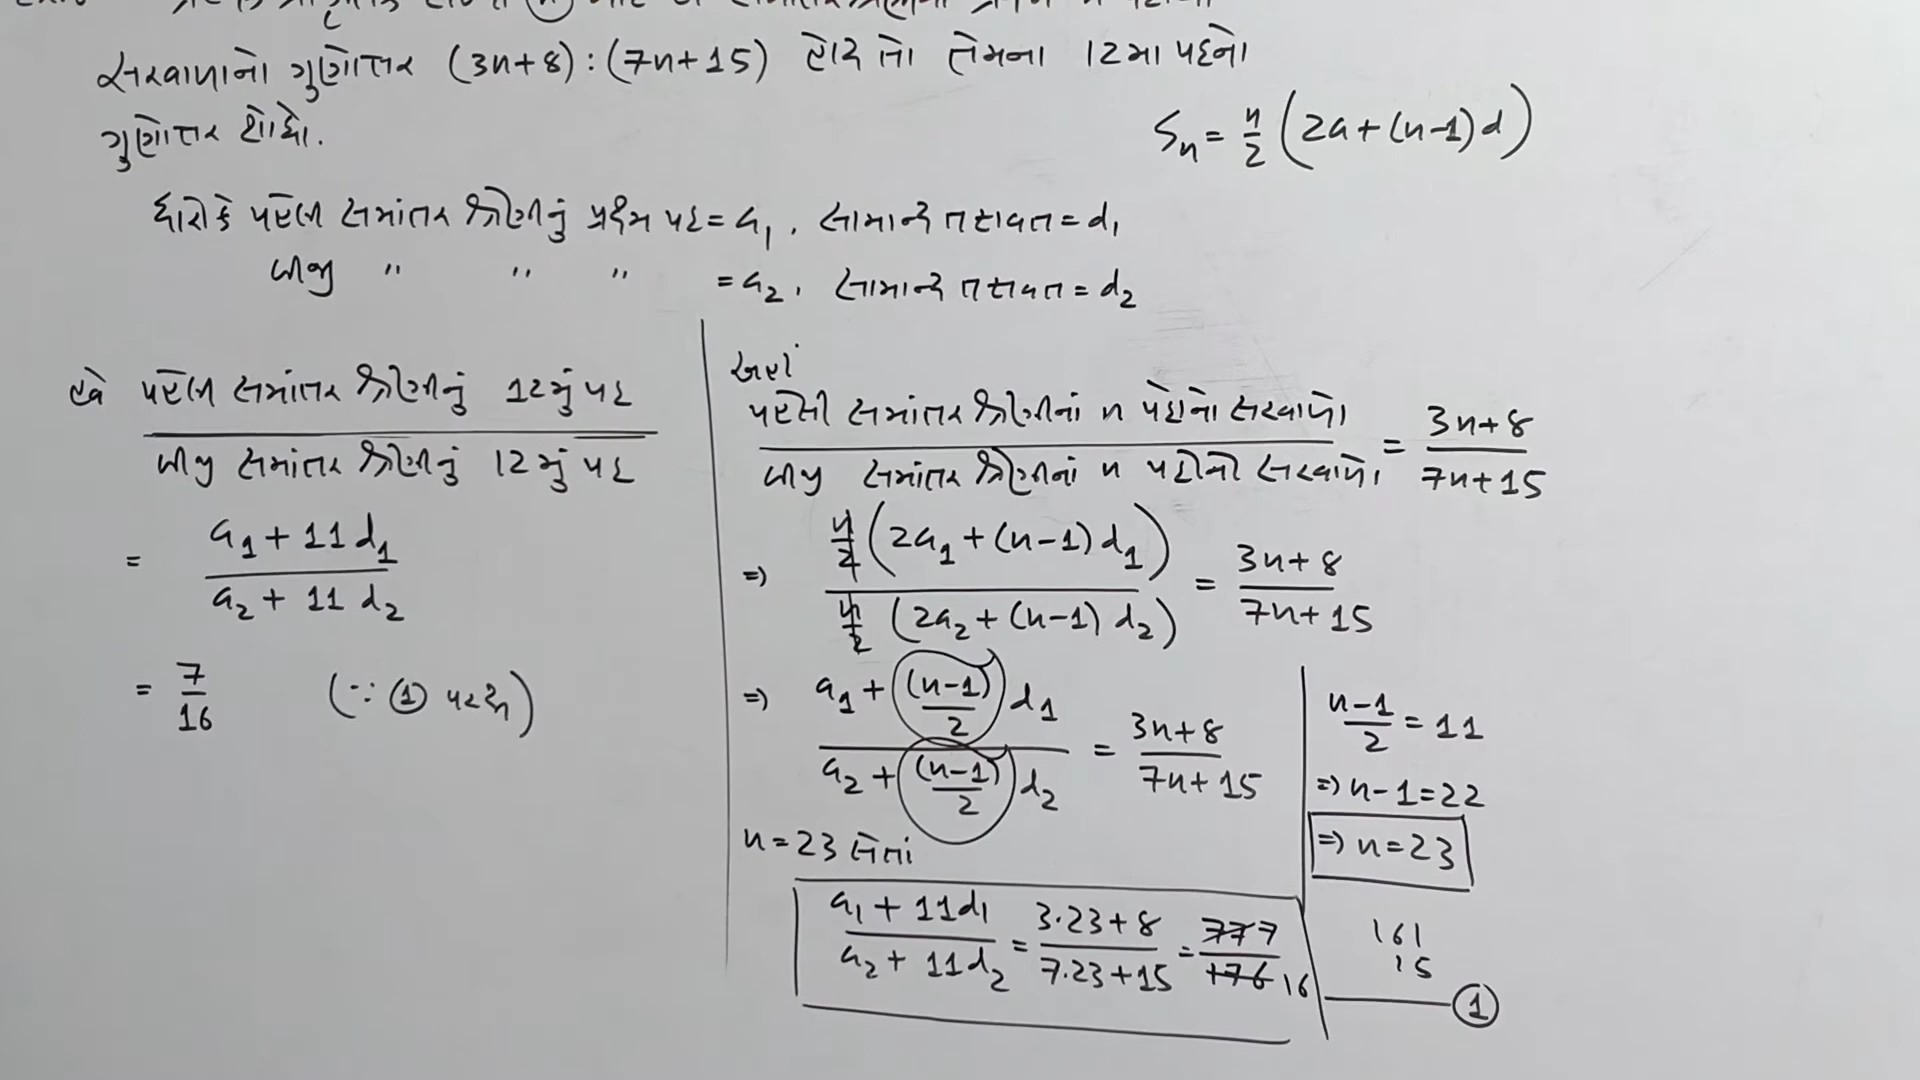 સરવાળાનો ગુણોત્તર (3n+8) : (7n+15) હોય તો તેમના 12મા પદનો
ગુણોત્તર શોધો.
Sn = n/2 (2a + (n-1)d)
ધારોકે પહેલી સમાંતર શ્રેણીનું પ્રથમ પદ = a₁, સામાન્ય તફાવત = d₁
બીજી " " " = a₂, સામાન્ય તફાવત = d₂
હવે પહેલી સમાંતર શ્રેણીનું 12મું પદ
બીજી સમાંતર શ્રેણીનું 12મું પદ
= (a₁ + 11d₁) / (a₂ + 11d₂)
= 7/16 (∵ ① પરથી)
અહીં
પહેલી સમાંતર શ્રેણીનાં n પદોનો સરવાળો / બીજી સમાંતર શ્રેણીનાં n પદોનો સરવાળો = (3n+8) / (7n+15)
⇒ n/2 (2a₁ + (n-1)d₁) / n/2 (2a₂ + (n-1)d₂) = (3n+8) / (7n+15)
⇒ (a₁ + (n-1)/2 d₁) / (a₂ + (n-1)/2 d₂) = (3n+8) / (7n+15)
(n-1)/2 = 11
⇒ n-1 = 22
⇒ n = 23
n = 23 લેતાં
(a₁ + 11d₁) / (a₂ + 11d₂) = (3·23+8) / (7·23+15) = 77 7 / 176 16
161
15
①